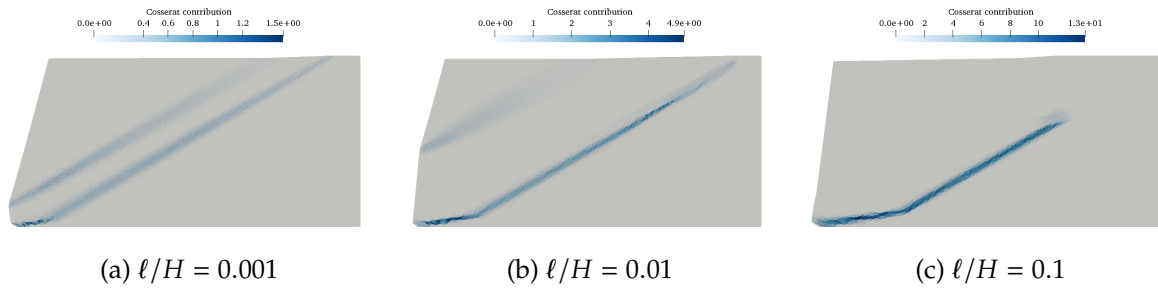 Cosserat contribution
0.0e+00 0.4 0.6 0.8 1 1.2 1.5e+00
Cosserat contribution
0.0e+00 1 2 3 4 4.9e+00
Cosserat contribution
0.0e+00 2 4 6 8 10 1.3e+01
(a) ℓ/H = 0.001
(b) ℓ/H = 0.01
(c) ℓ/H = 0.1